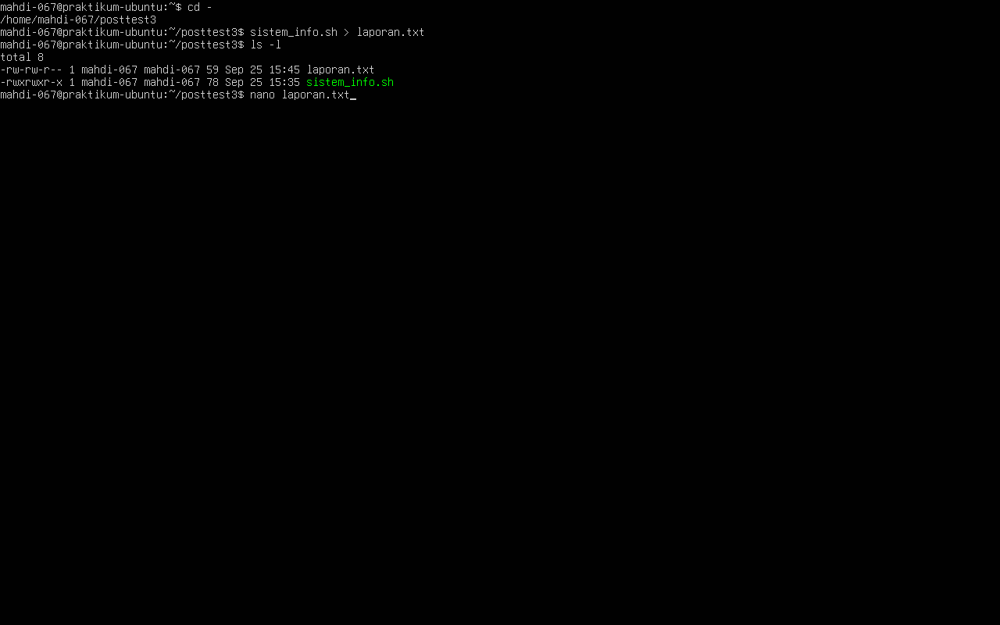 mahdi-067@praktikum-ubuntu:~$ cd -
/home/mahdi-067/posttest3
mahdi-067@praktikum-ubuntu:~/posttest3$ sistem_info.sh > laporan.txt
mahdi-067@praktikum-ubuntu:~/posttest3$ ls -l
total 8
-rw-rw-r-- 1 mahdi-067 mahdi-067 59 Sep 25 15:45 laporan.txt
-rwxrwxr-x 1 mahdi-067 mahdi-067 78 Sep 25 15:35 sistem_info.sh
mahdi-067@praktikum-ubuntu:~/posttest3$ nano laporan.txt_